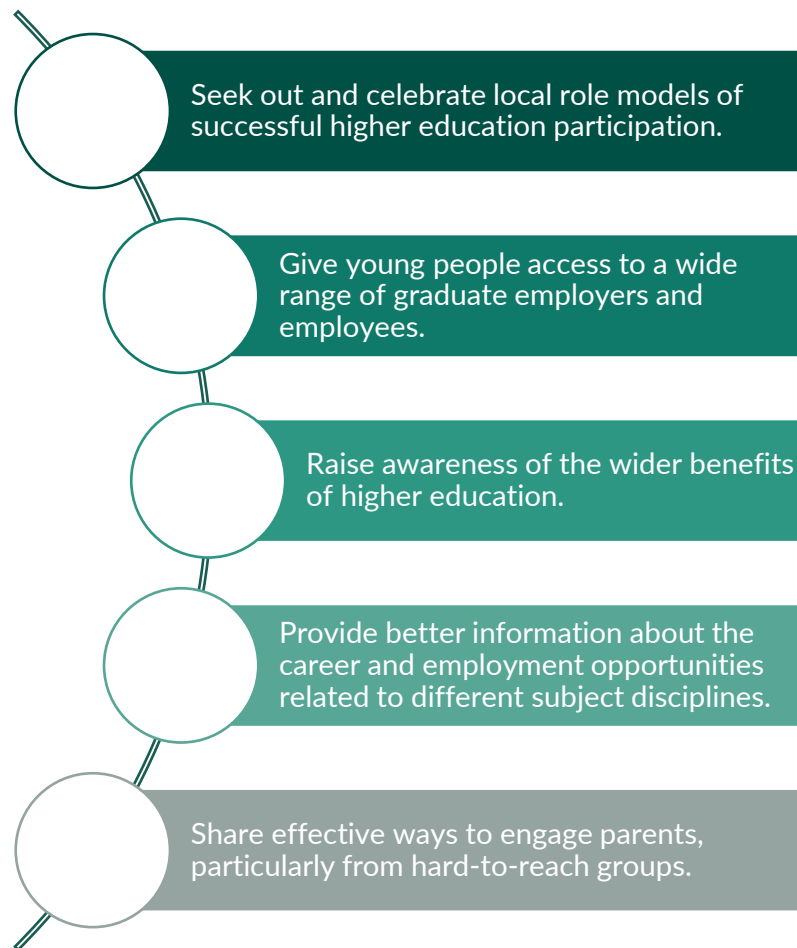 Seek out and celebrate local role models of
successful higher education participation.
Give young people access to a wide
range of graduate employers and
employees.
Raise awareness of the wider benefits
of higher education.
Provide better information about the
career and employment opportunities
related to different subject disciplines.
Share effective ways to engage parents,
particularly from hard-to-reach groups.